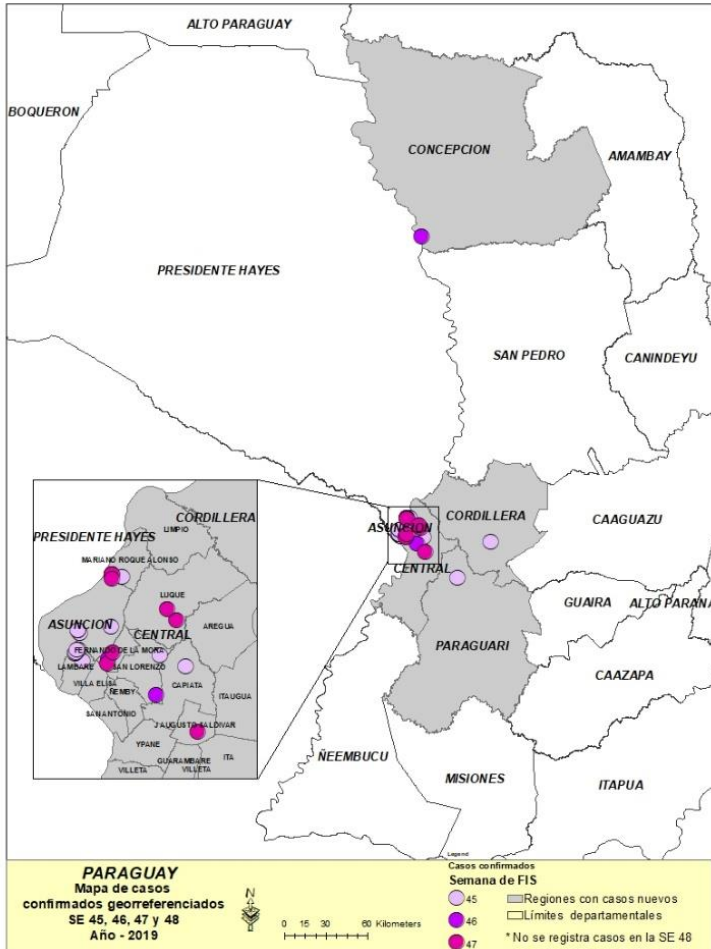 ALTO PARAGUAY
BOQUERON
CONCEPCION
AMAMBAY
PRESIDENTE HAYES
SAN PEDRO
CANINDEYU
ASUNCION
CORDILLERA
CAAGUAZU
CENTRAL
GUAIRA
ALTO PARANA
PARAGUARI
CAAZAPA
ÑEEMBUCU
MISIONES
ITAPUA
CORDILLERA
LIMPIO
PRESIDENTE HAYES
MARIANO ROQUE ALONSO
LUQUE
ASUNCION
CENTRAL
AREGUA
FERNANDO DE LA MORA
LAMBARE
SAN LORENZO
VILLA ELISA
ÑEMBY
CAPIATA
ITAUGUA
SAN ANTONIO
J AUGUSTO SALDIVAR
YPANE
GUARAMBARE
ITA
VILLETA
VILLETA
PARAGUAY
Mapa de casos
confirmados georreferenciados
SE 45, 46, 47 y 48
Año - 2019
N
0 15 30 60 Kilometers
Legend
Casos confirmados
Semana de FIS
45
46
47
Regiones con casos nuevos
Límites departamentales
* No se registra casos en la SE 48